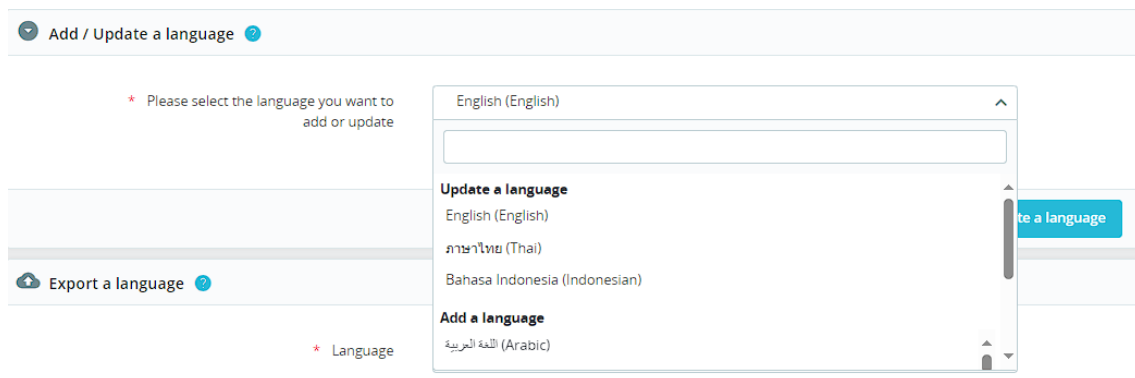 Add / Update a language ?
* Please select the language you want to
add or update
English (English)
Update a language
English (English)
ภาษาไทย (Thai)
te a language
Bahasa Indonesia (Indonesian)
Export a language ?
Add a language
اللغة العربية (Arabic)
* Language